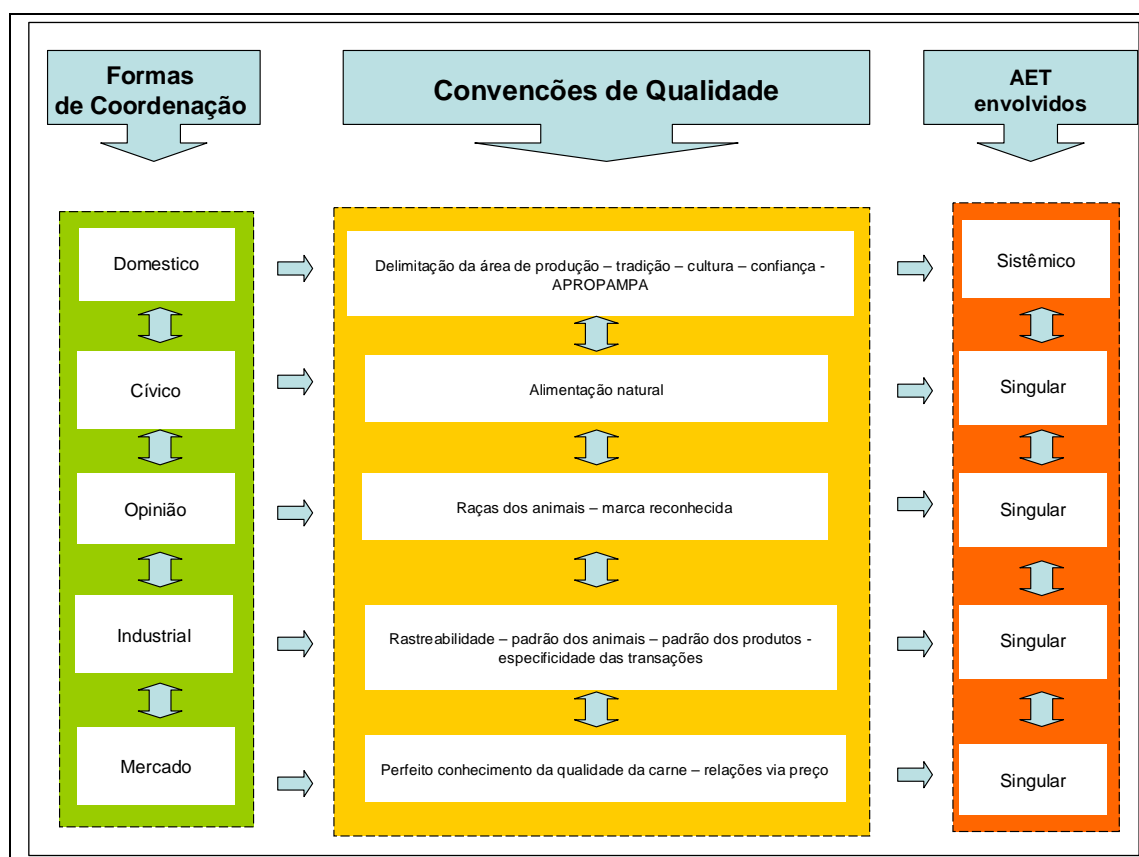 Formas
de Coordenação
Convencões de Qualidade
AET
envolvidos
Domestico
Delimitação da área de produção – tradição – cultura – confiança -
APROPAMPA
Sistêmico
Cívico
Alimentação natural
Singular
Opinião
Raças dos animais – marca reconhecida
Singular
Industrial
Rastreabilidade – padrão dos animais – padrão dos produtos -
especificidade das transações
Singular
Mercado
Perfeito conhecimento da qualidade da carne – relações via preço
Singular